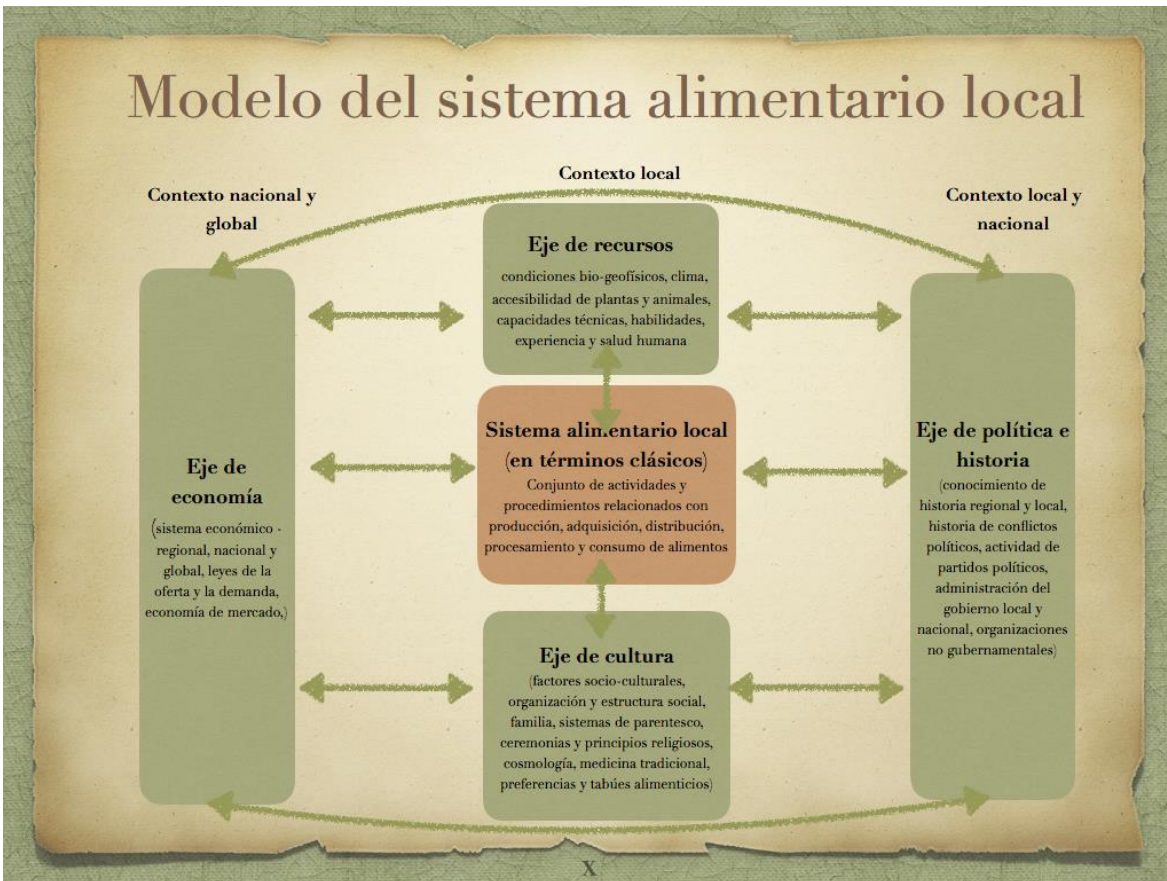 Modelo del sistema alimentario local
Contexto nacional y
global
Contexto local
Contexto local y
nacional
Eje de recursos
condiciones bio-geofísicos, clima,
accesibilidad de plantas y animales,
capacidades técnicas, habilidades,
experiencia y salud humana
Eje de
economía
(sistema económico -
regional, nacional y
global, leyes de la
oferta y la demanda,
economía de mercado,)
Sistema alimentario local
(en términos clásicos)
Conjunto de actividades y
procedimientos relacionados con
producción, adquisición, distribución,
procesamiento y consumo de alimentos
Eje de política e
historia
(conocimiento de
historia regional y local,
historia de conflictos
políticos, actividad de
partidos políticos,
administración del
gobierno local y
nacional, organizaciones
no gubernamentales)
Eje de cultura
(factores socio-culturales,
organización y estructura social,
familia, sistemas de parentesco,
ceremonias y principios religiosos,
cosmología, medicina tradicional,
preferencias y tabúes alimenticios)
X